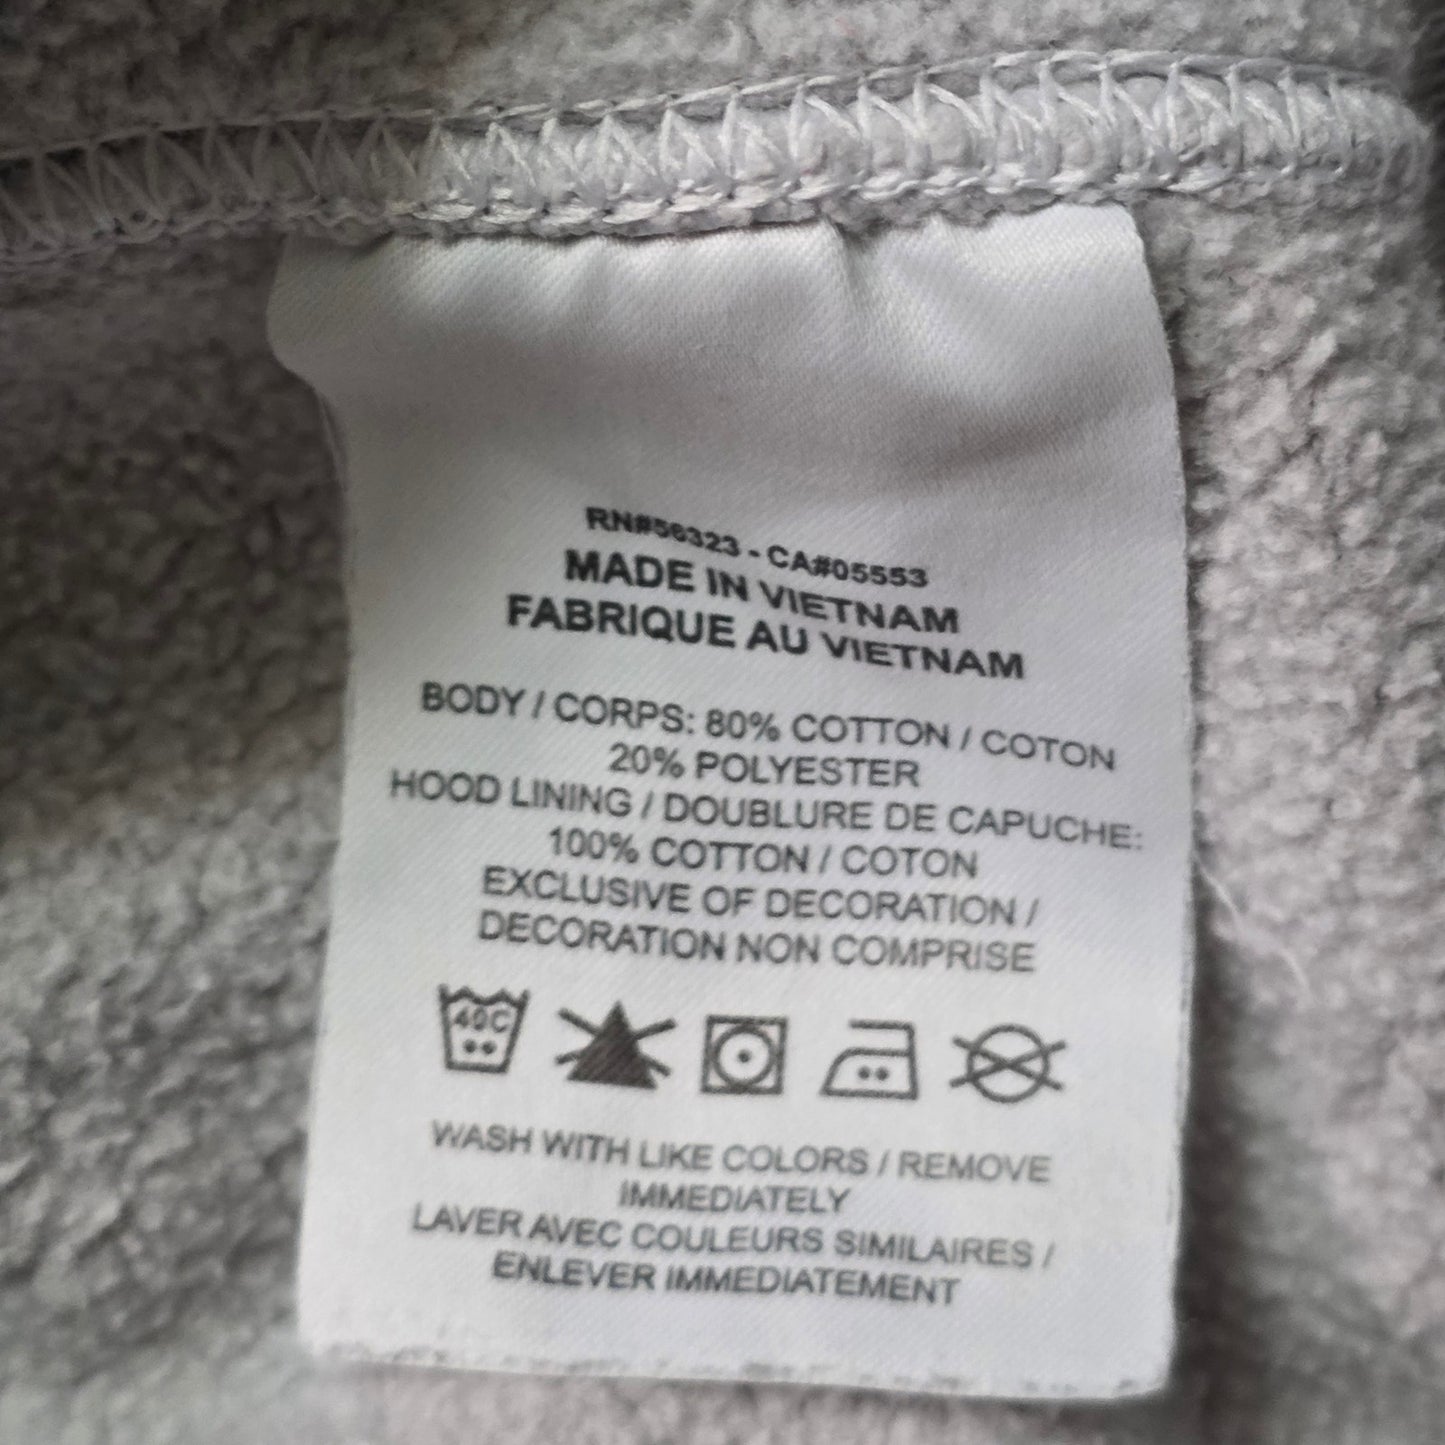 RN#56323 - CA#05553
MADE IN VIETNAM
FABRIQUE AU VIETNAM
BODY / CORPS: 80% COTTON / COTON
20% POLYESTER
HOOD LINING / DOUBLURE DE CAPUCHE:
100% COTTON / COTON
EXCLUSIVE OF DECORATION /
DECORATION NON COMPRISE
40C
WASH WITH LIKE COLORS / REMOVE
IMMEDIATELY
LAVER AVEC COULEURS SIMILAIRES /
ENLEVER IMMEDIATEMENT